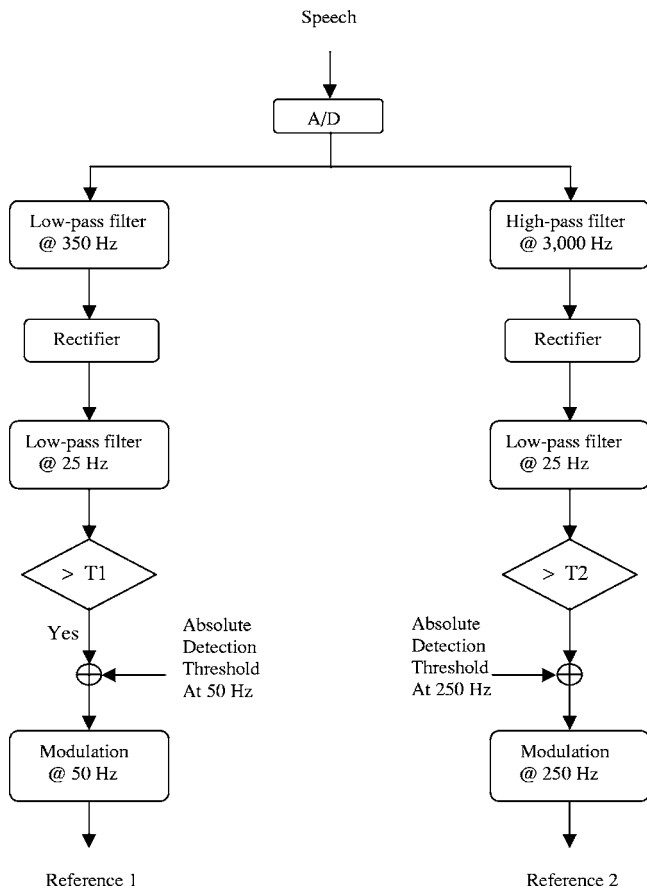 Speech
A/D
Low-pass filter
@ 350 Hz
High-pass filter
@ 3,000 Hz
Rectifier
Rectifier
Low-pass filter
@ 25 Hz
Low-pass filter
@ 25 Hz
> T1
> T2
Yes
Absolute
Detection
Threshold
At 50 Hz
Absolute
Detection
Threshold
At 250 Hz
Modulation
@ 50 Hz
Modulation
@ 250 Hz
Reference 1
Reference 2